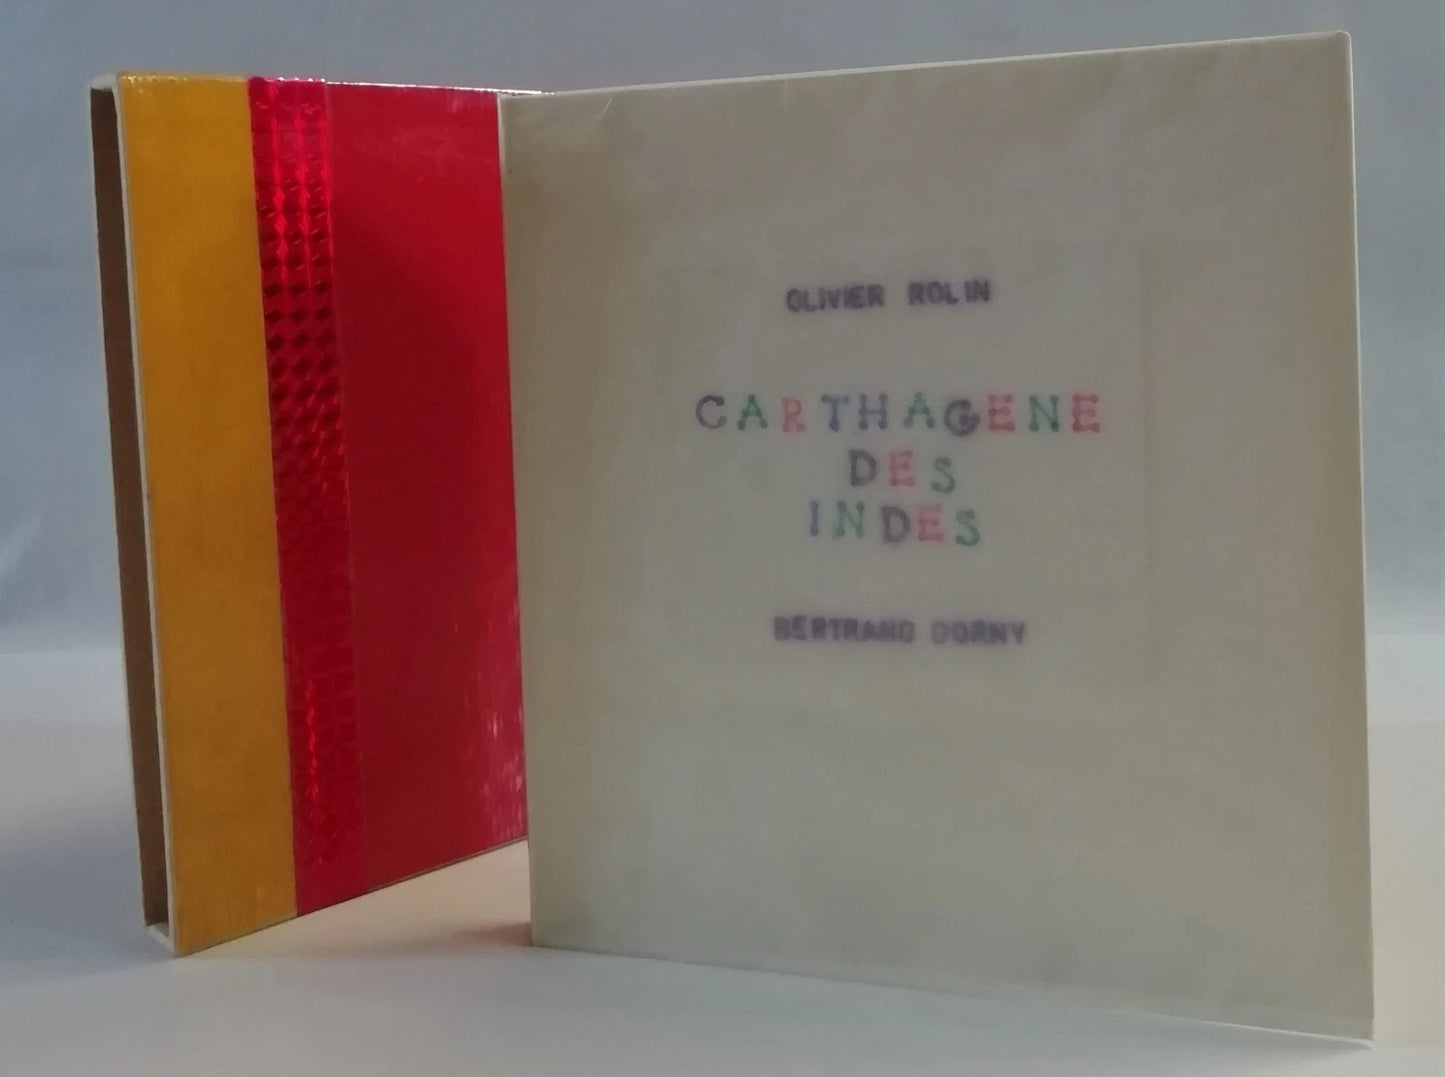 OLIVIER ROLIN
CARTHAGENE
DES
INDES
BERTRAND DORNY